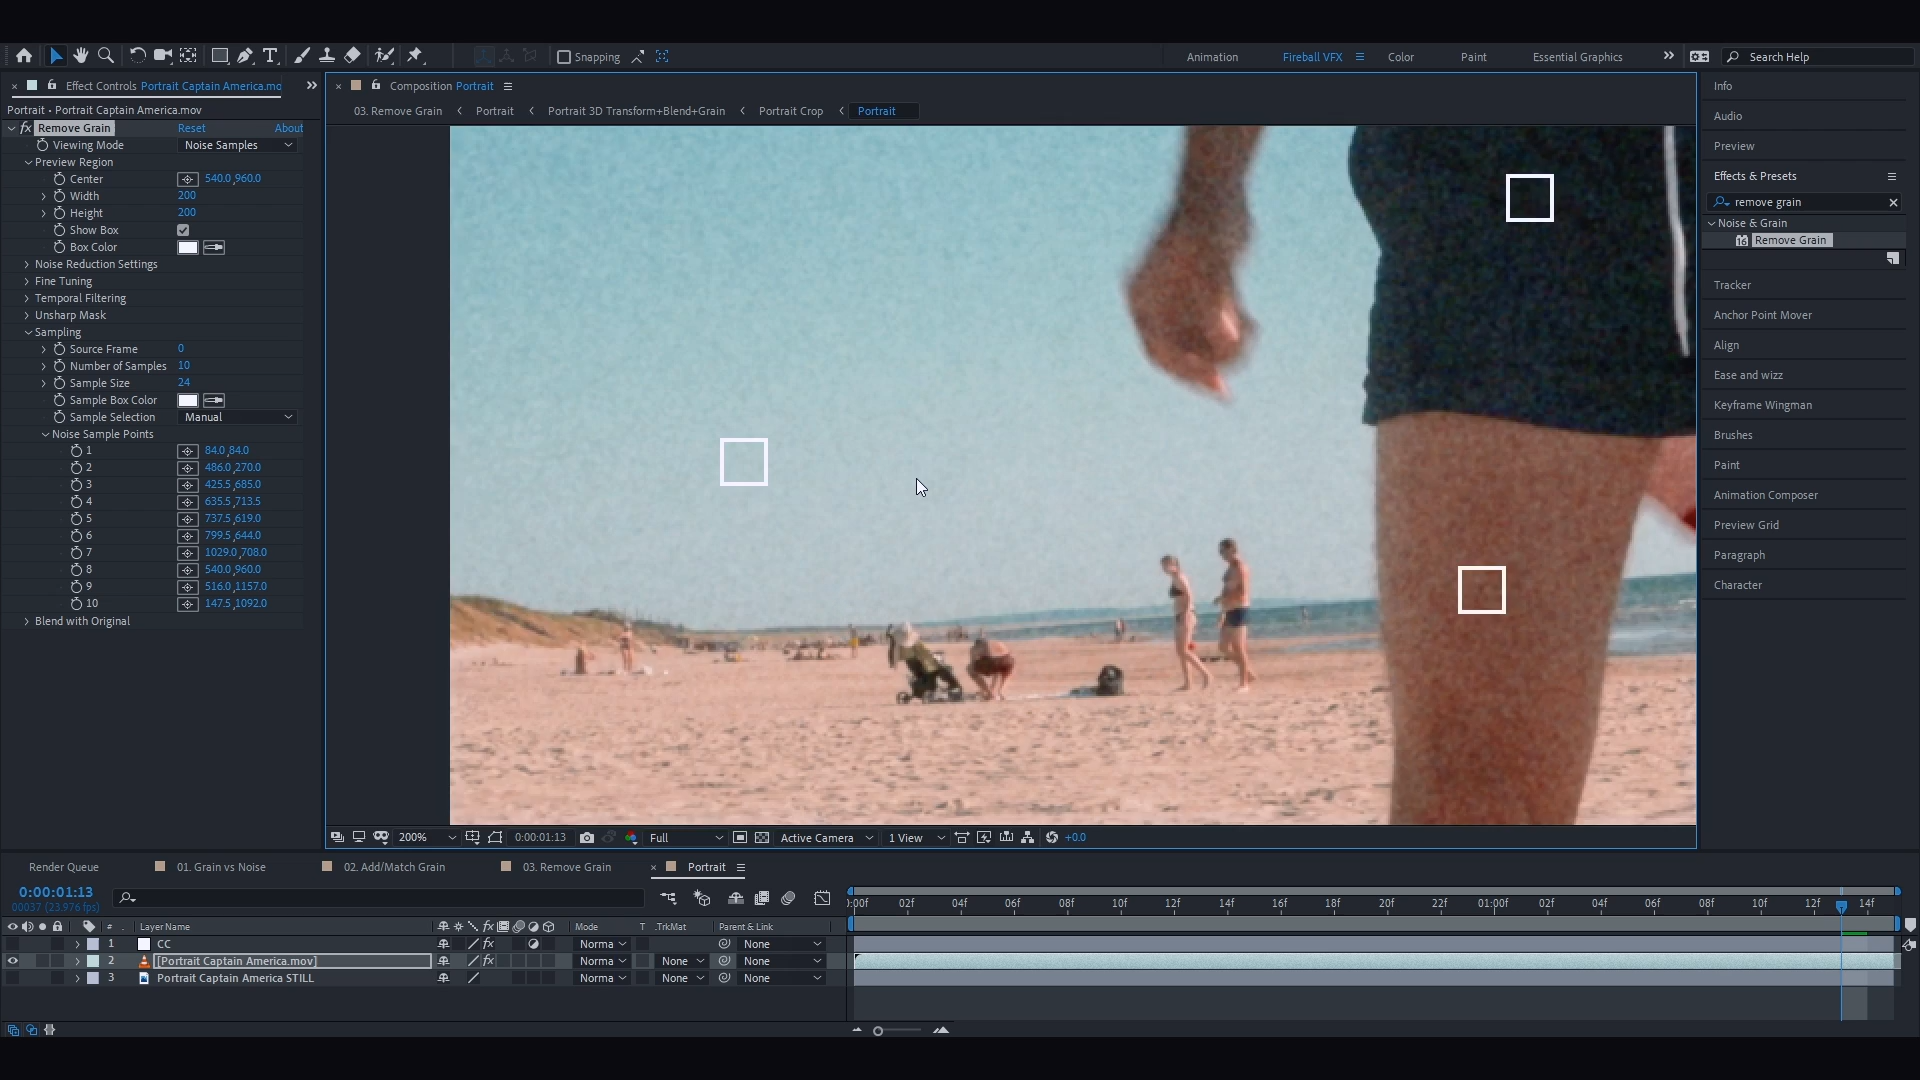 Snapping
Animation
Fireball VFX
Color
Paint
Essential Graphics
Search Help
Effect Controls Portrait Captain America.mo
Composition Portrait
Info
Portrait • Portrait Captain America.mov
03. Remove Grain
Portrait
Portrait 3D Transform+Blend+Grain
Portrait Crop
Portrait
Audio
fx Remove Grain
Reset
About
Viewing Mode
Noise Samples
Preview
Preview Region
Center
540.0,960.0
Effects & Presets
Width
200
remove grain
Height
200
Noise & Grain
Show Box
Remove Grain
Box Color
Noise Reduction Settings
Fine Tuning
Tracker
Temporal Filtering
Unsharp Mask
Anchor Point Mover
Sampling
Source Frame
0
Align
Number of Samples
10
Ease and wizz
Sample Size
24
Sample Box Color
Keyframe Wingman
Sample Selection
Manual
Noise Sample Points
Brushes
1
84.0,84.0
2
486.0,270.0
Paint
3
425.5,685.0
4
635.5,713.5
Animation Composer
5
737.5,619.0
Preview Grid
6
799.5,644.0
7
1029.0,708.0
Paragraph
8
540.0,960.0
9
516.0,1157.0
Character
10
147.5,1092.0
Blend with Original
200%
0:00:01:13
Full
Active Camera
1 View
+0.0
Render Queue
01. Grain vs Noise
02. Add/Match Grain
03. Remove Grain
Portrait
0:00:01:13
00037 (23.976 fps)
):00f
02f
04f
06f
08f
10f
12f
14f
16f
18f
20f
22f
01:00f
02f
04f
06f
08f
10f
12f
14f
#
Layer Name
fx
Mode
T
.TrkMat
Parent & Link
1
CC
fx
Norma
None
2
[Portrait Captain America.mov]
fx
Norma
None
None
3
Portrait Captain America STILL
Norma
None
None